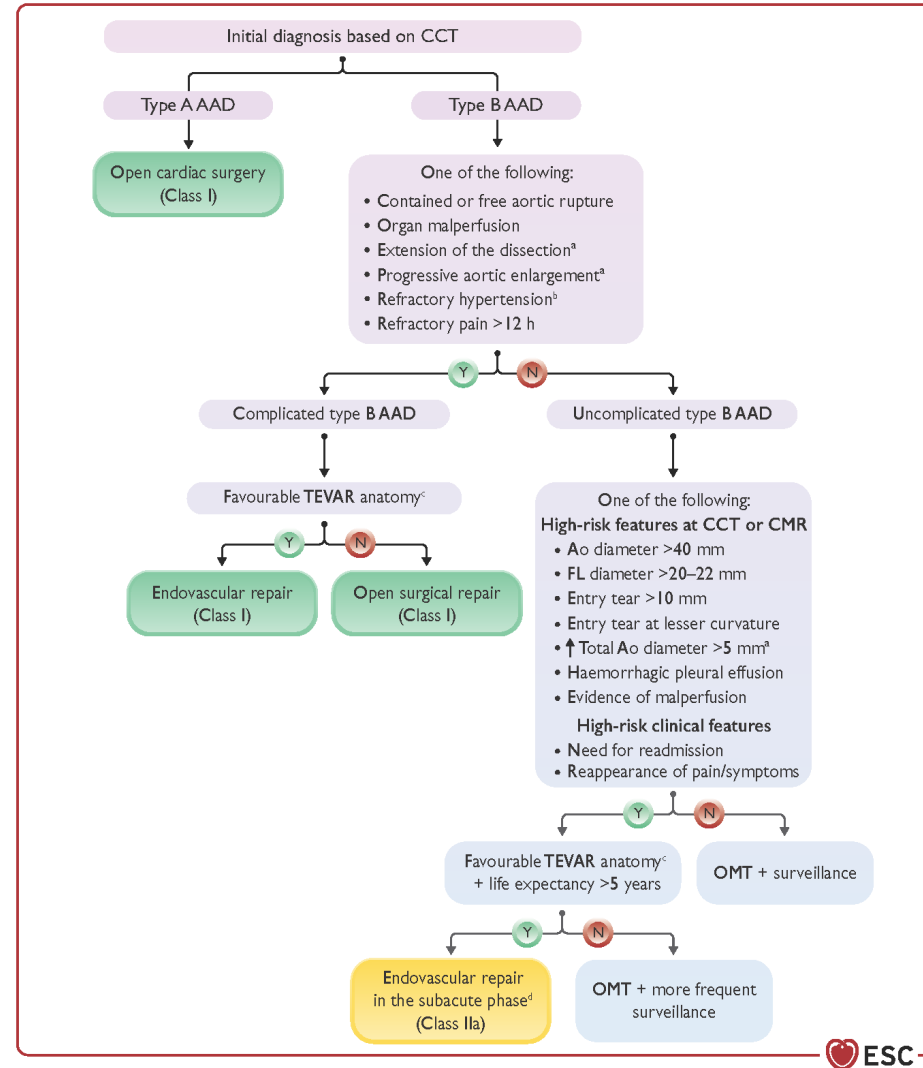 Initial diagnosis based on CCT
Type A AAD
Type B AAD
Open cardiac surgery
(Class I)
One of the following:
• Contained or free aortic rupture
• Organ malperfusion
• Extension of the dissectionᵃ
• Progressive aortic enlargementᵃ
• Refractory hypertensionᵇ
• Refractory pain >12 h
Y
N
Complicated type B AAD
Uncomplicated type B AAD
Favourable TEVAR anatomyᶜ
Y
N
Endovascular repair
(Class I)
Open surgical repair
(Class I)
One of the following:
High-risk features at CCT or CMR
• Ao diameter >40 mm
• FL diameter >20–22 mm
• Entry tear >10 mm
• Entry tear at lesser curvature
• ↑ Total Ao diameter >5 mmᵃ
• Haemorrhagic pleural effusion
• Evidence of malperfusion
High-risk clinical features
• Need for readmission
• Reappearance of pain/symptoms
Y
N
Favourable TEVAR anatomyᶜ
+ life expectancy >5 years
OMT + surveillance
Y
N
Endovascular repair
in the subacute phaseᵈ
(Class IIa)
OMT + more frequent
surveillance
ESC